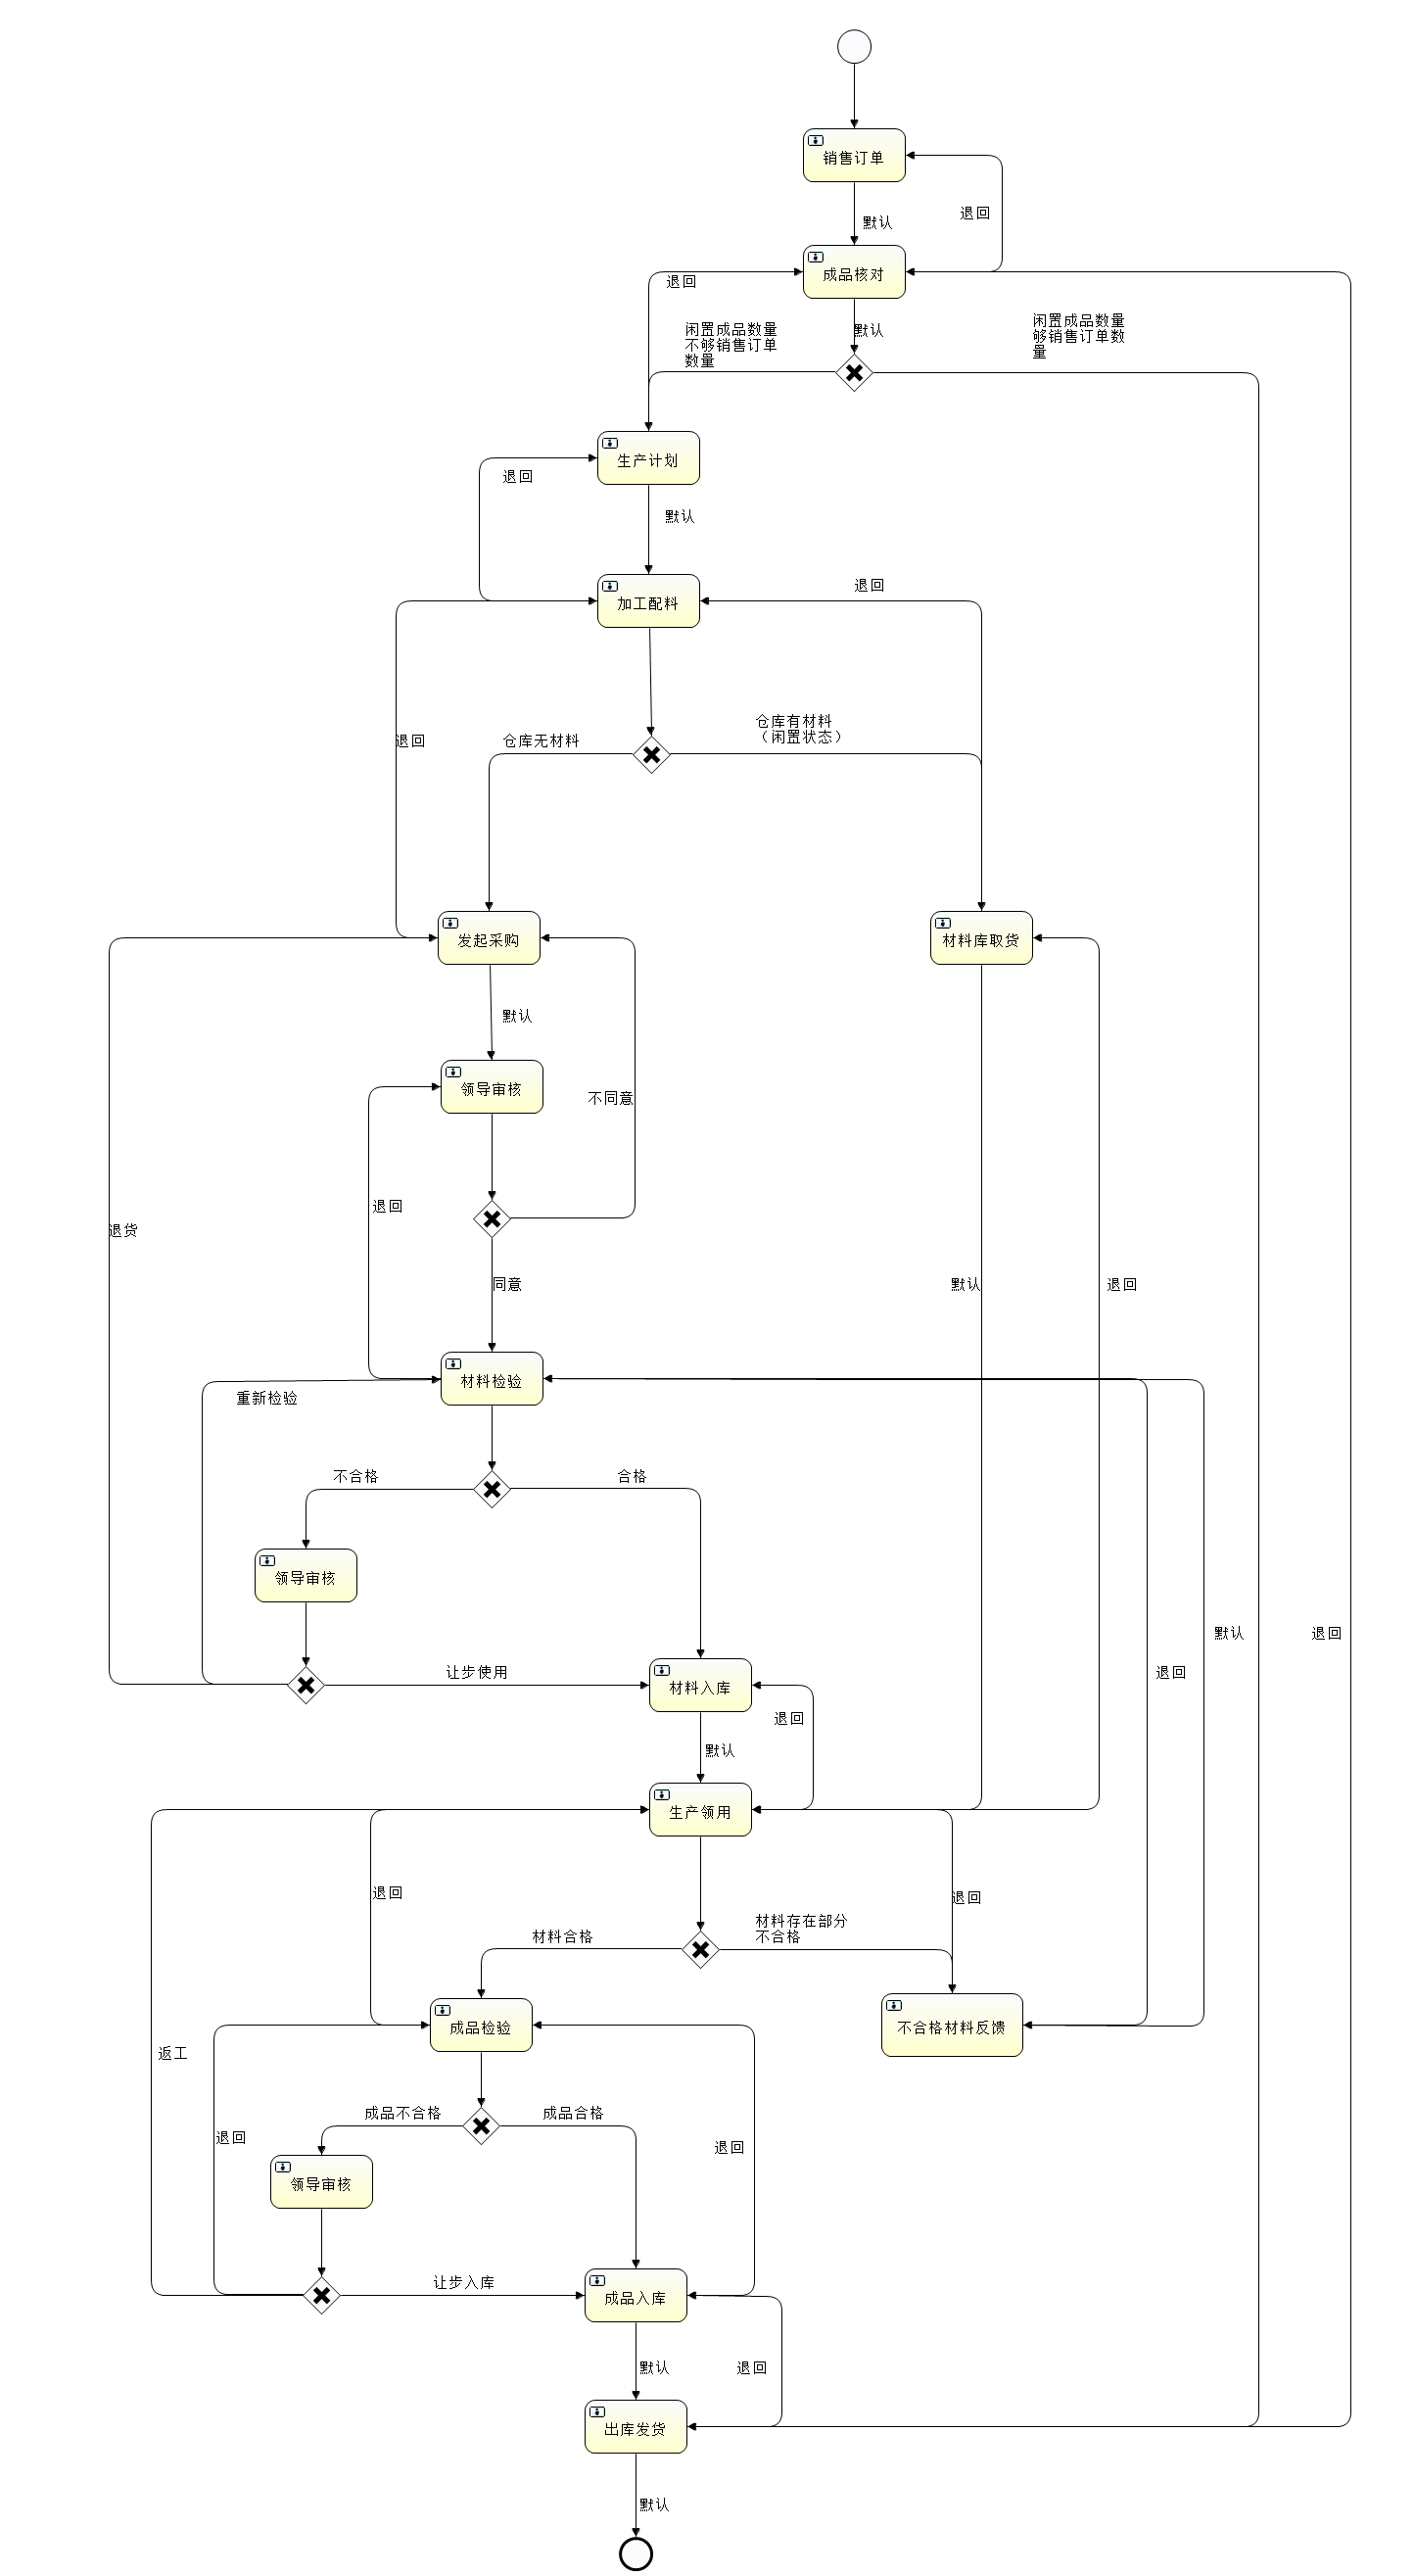 销售订单
退回
默认
成品核对
退回
闲置成品数量
不够销售订单
数量
默认
闲置成品数量
够销售订单数
量
生产计划
退回
默认
退回
加工配料
仓库有材料
（闲置状态）
退回
仓库无材料
发起采购
材料库取货
默认
领导审核
不同意
退回
退货
同意
默认
退回
材料检验
重新检验
不合格
合格
领导审核
默认
退回
让步使用
退回
材料入库
退回
默认
生产领用
退回
退回
材料存在部分
不合格
材料合格
成品检验
不合格材料反馈
返工
成品不合格
成品合格
退回
退回
领导审核
让步入库
成品入库
默认
退回
出库发货
默认